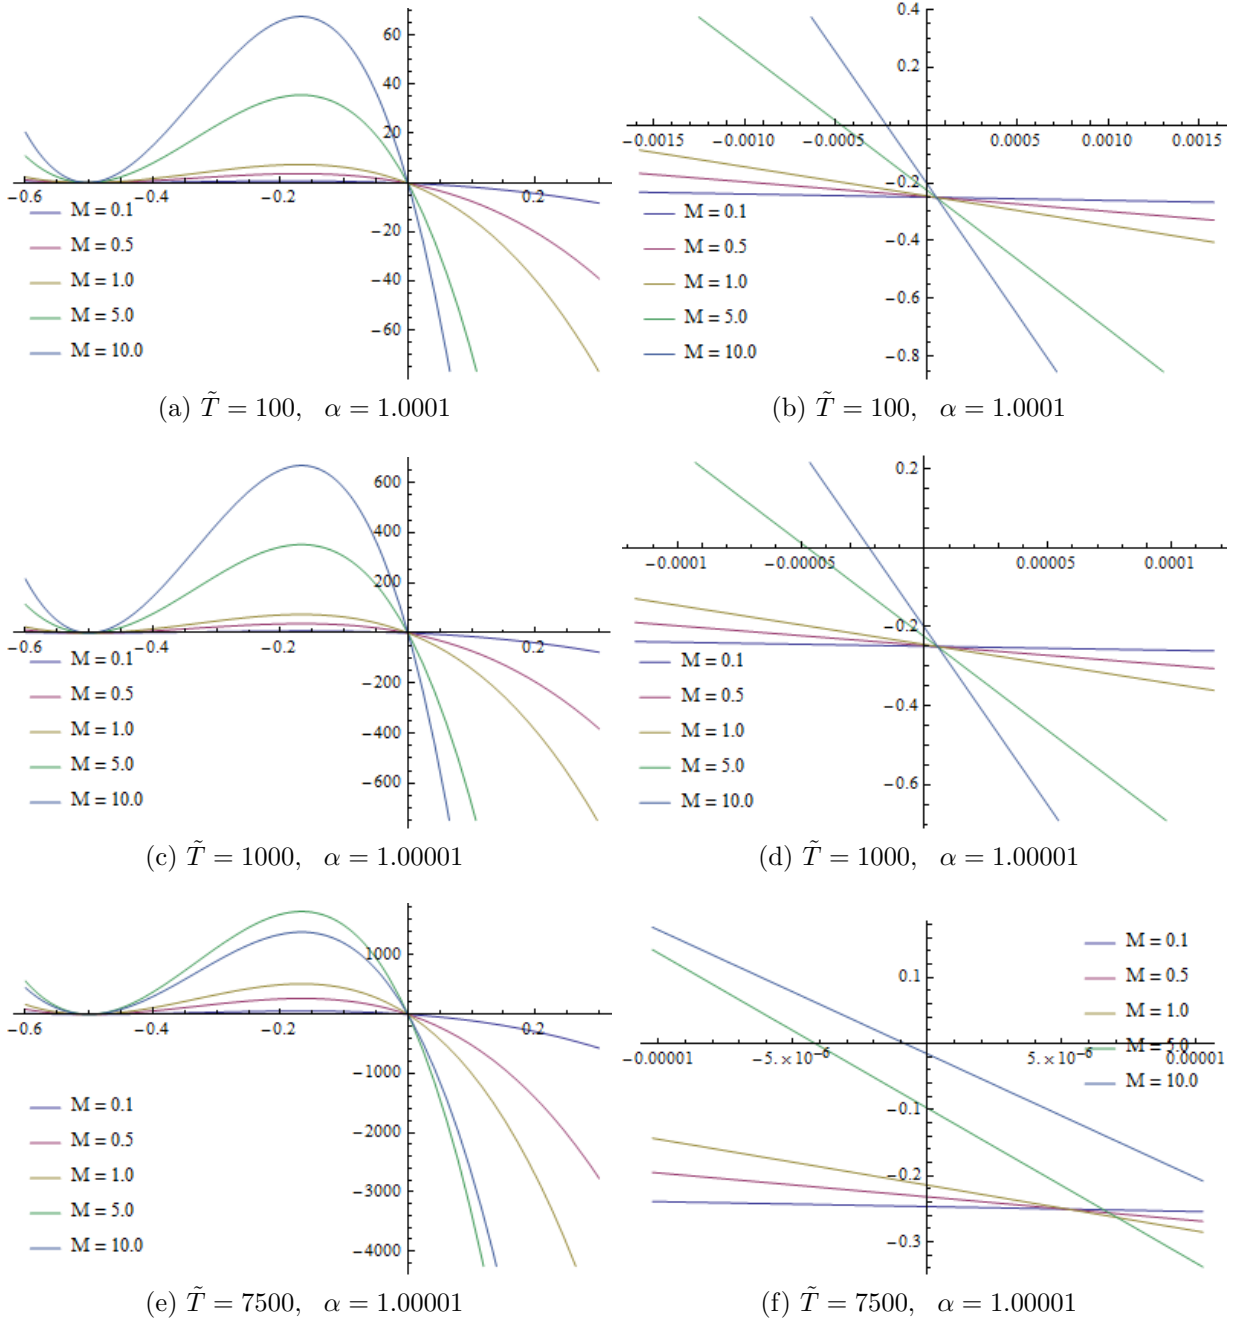 60
40
20
−0.6 −0.4 −0.2 0.2
−20
−40
−60
M = 0.1
M = 0.5
M = 1.0
M = 5.0
M = 10.0
(a) T̃ = 100, α = 1.0001
0.4
0.2
−0.0015 −0.0010 −0.0005 0.0005 0.0010 0.0015
−0.2
−0.4
−0.6
−0.8
M = 0.1
M = 0.5
M = 1.0
M = 5.0
M = 10.0
(b) T̃ = 100, α = 1.0001
600
400
200
−0.6 −0.4 −0.2 0.2
−200
−400
−600
M = 0.1
M = 0.5
M = 1.0
M = 5.0
M = 10.0
(c) T̃ = 1000, α = 1.00001
0.2
−0.0001 −0.00005 0.00005 0.0001
−0.2
−0.4
−0.6
M = 0.1
M = 0.5
M = 1.0
M = 5.0
M = 10.0
(d) T̃ = 1000, α = 1.00001
1000
−0.6 −0.4 −0.2 0.2
−1000
−2000
−3000
−4000
M = 0.1
M = 0.5
M = 1.0
M = 5.0
M = 10.0
(e) T̃ = 7500, α = 1.00001
0.1
−0.00001 −5.×10⁻⁶ 5.×10⁻⁶ 0.00001
−0.1
−0.2
−0.3
M = 0.1
M = 0.5
M = 1.0
M = 5.0
M = 10.0
(f) T̃ = 7500, α = 1.00001